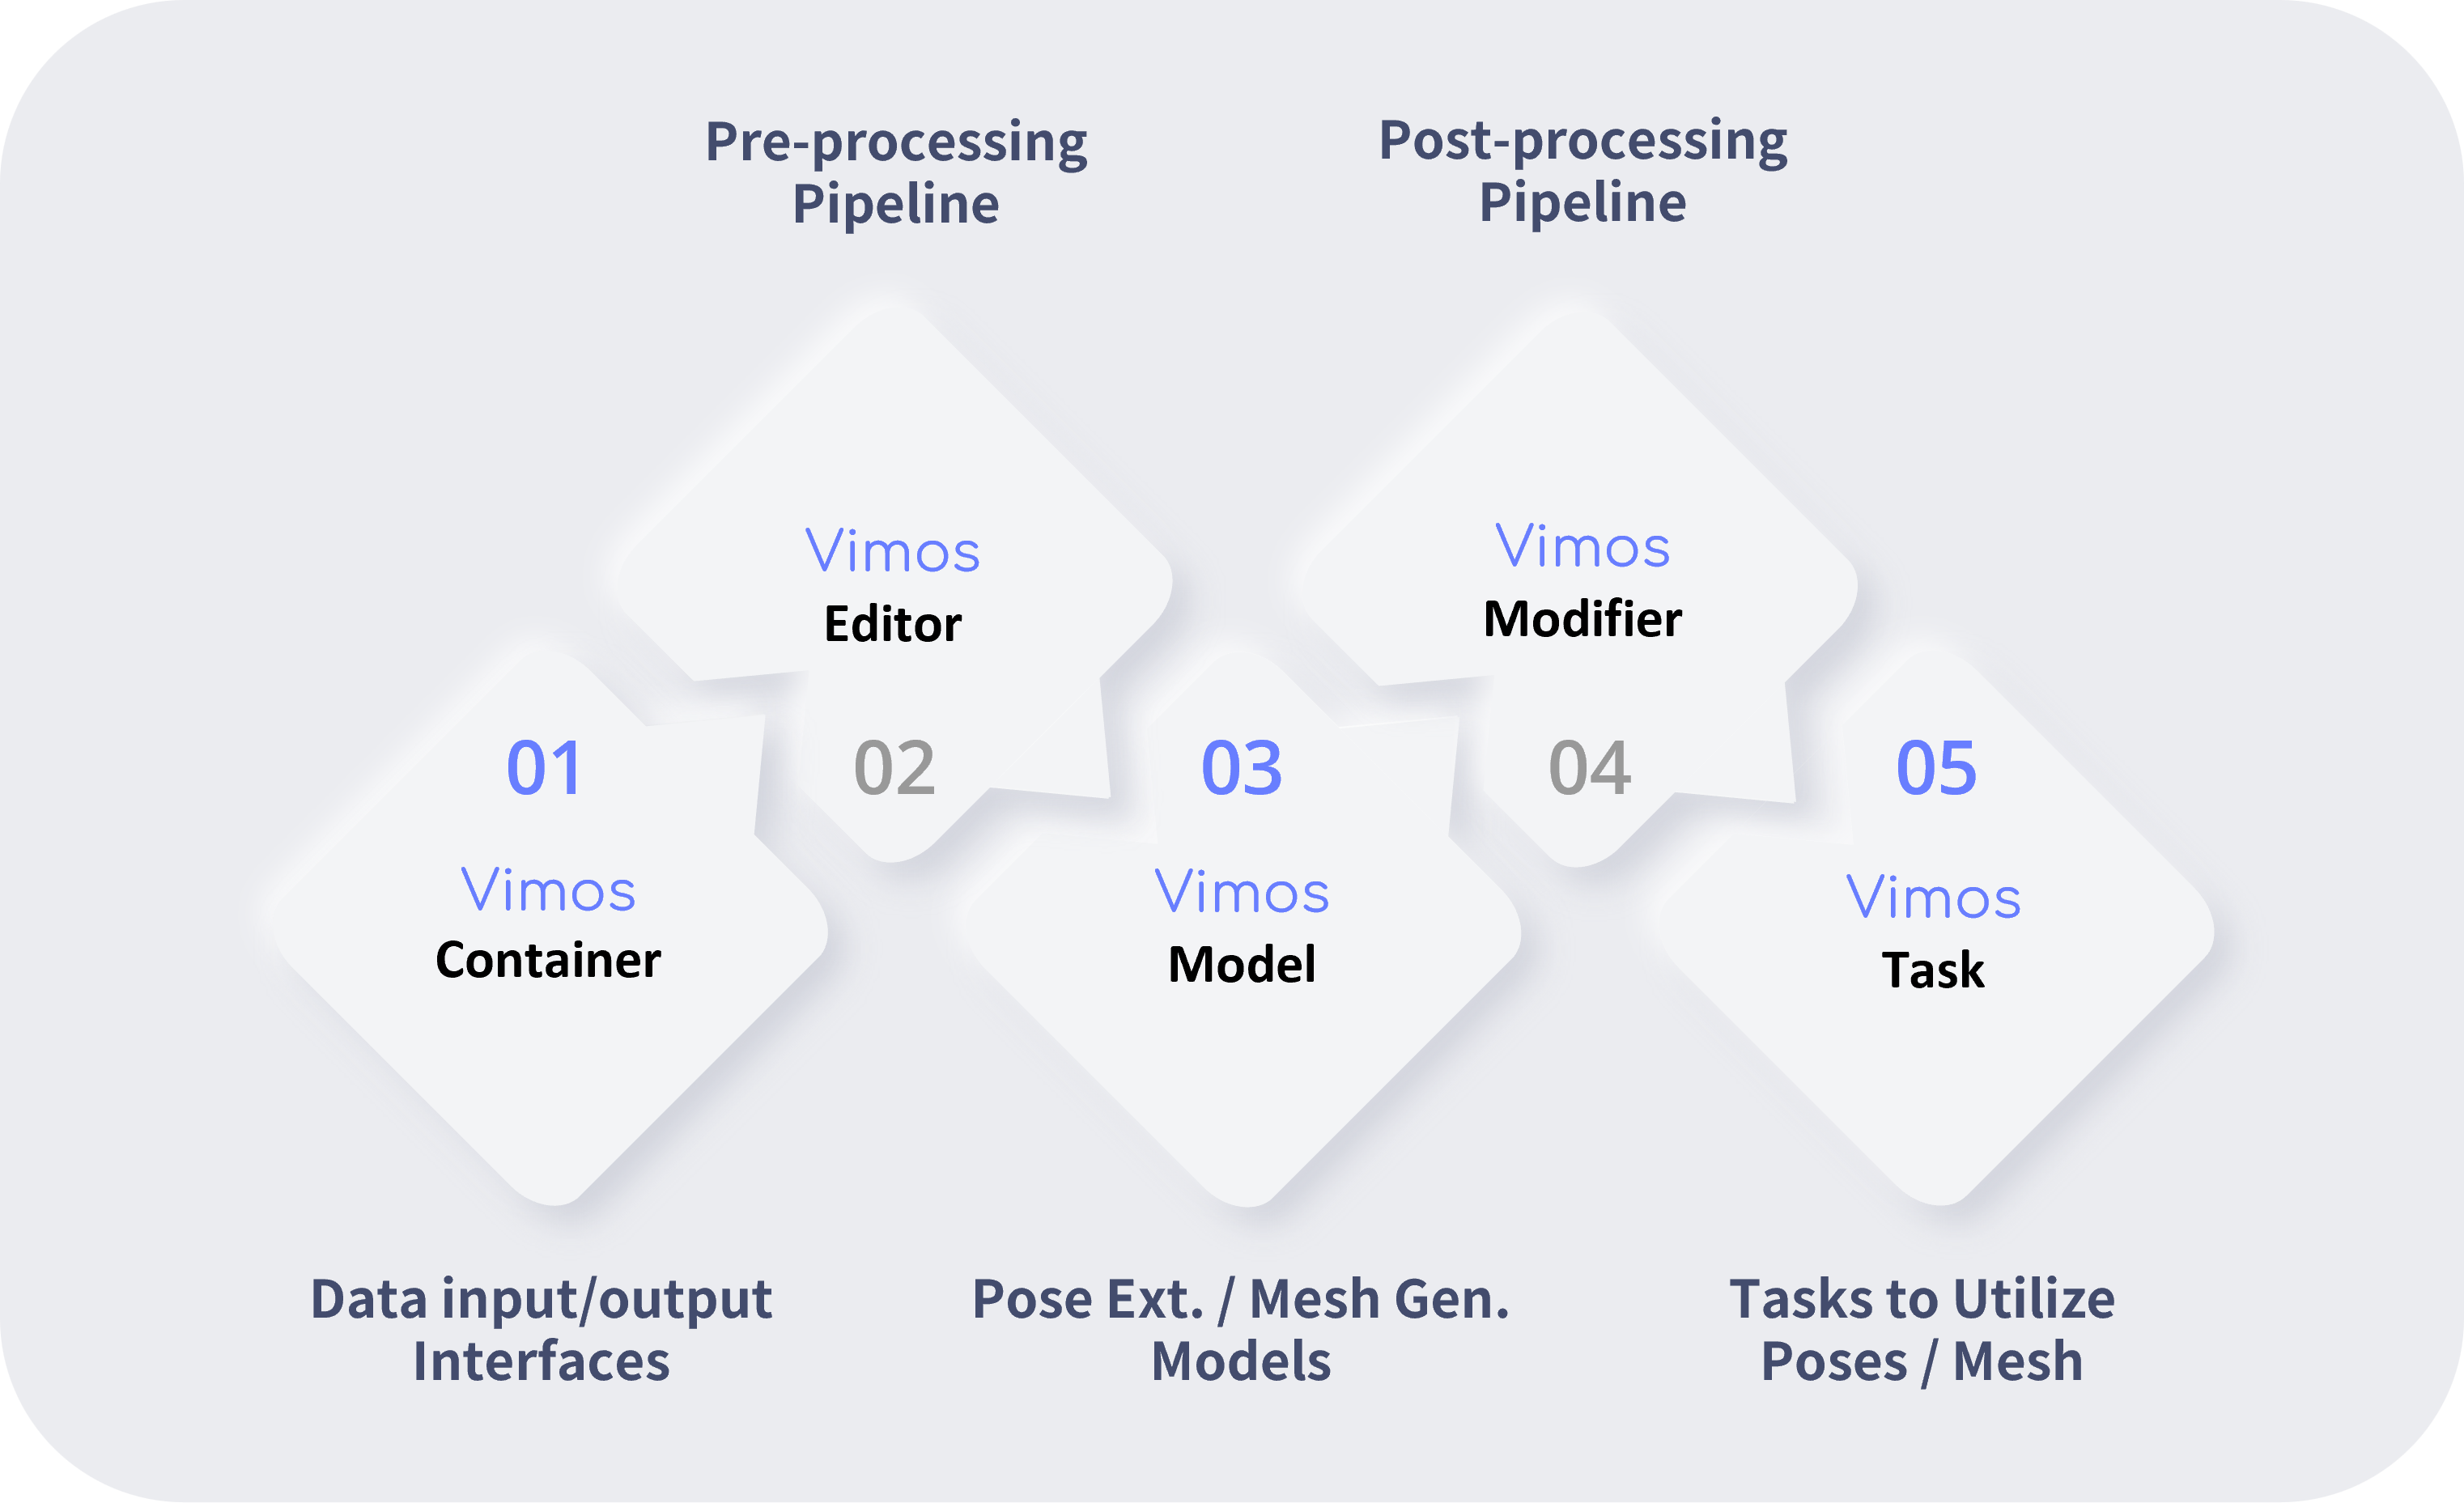 Pre-processing
Pipeline
Post-processing
Pipeline
Vimos
Editor
Vimos
Modifier
01
02
03
04
05
Vimos
Container
Vimos
Model
Vimos
Task
Data input/output
Interfaces
Pose Ext. / Mesh Gen.
Models
Tasks to Utilize
Poses / Mesh